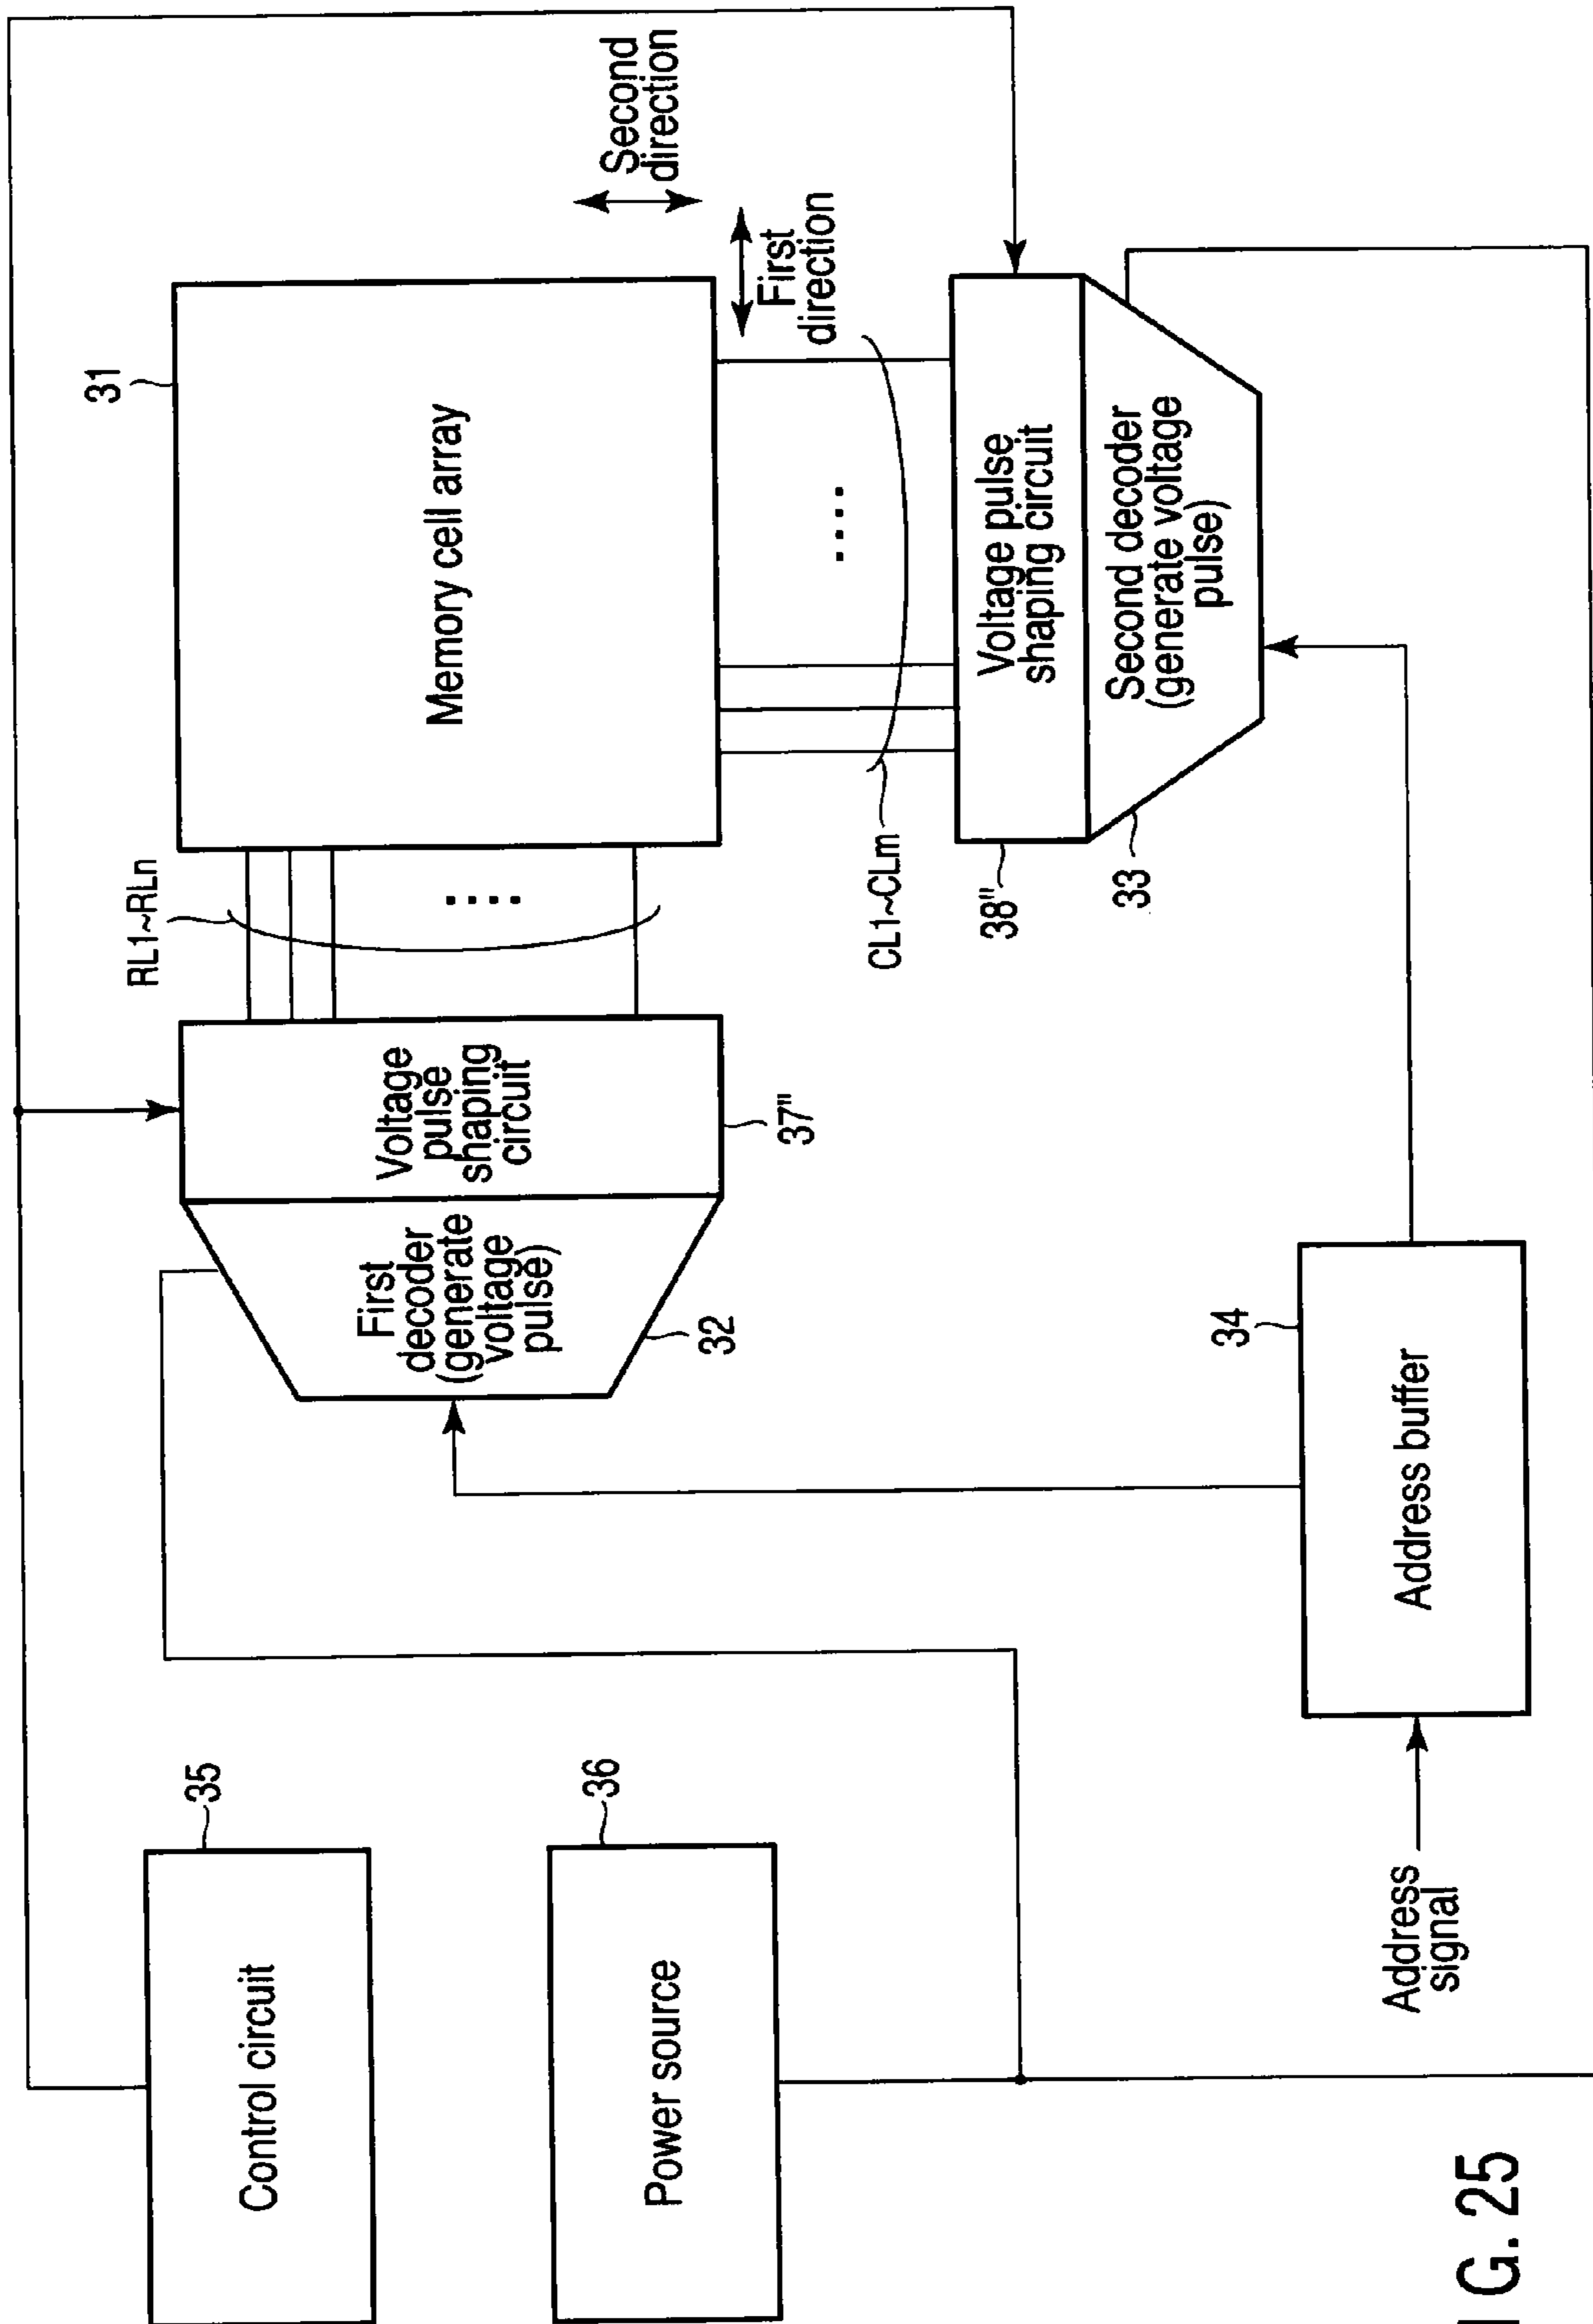 Control circuit
35
Power source
36
Address
signal
Address buffer
34
First
decoder
(generate
voltage
pulse)
32
Voltage
pulse
shaping
circuit
37"
RL1~RLn
....
Memory cell array
31
....
CL1~CLm
First
direction
Second
direction
Voltage pulse
shaping circuit
38"
Second decoder
(generate voltage
pulse)
33
G. 25